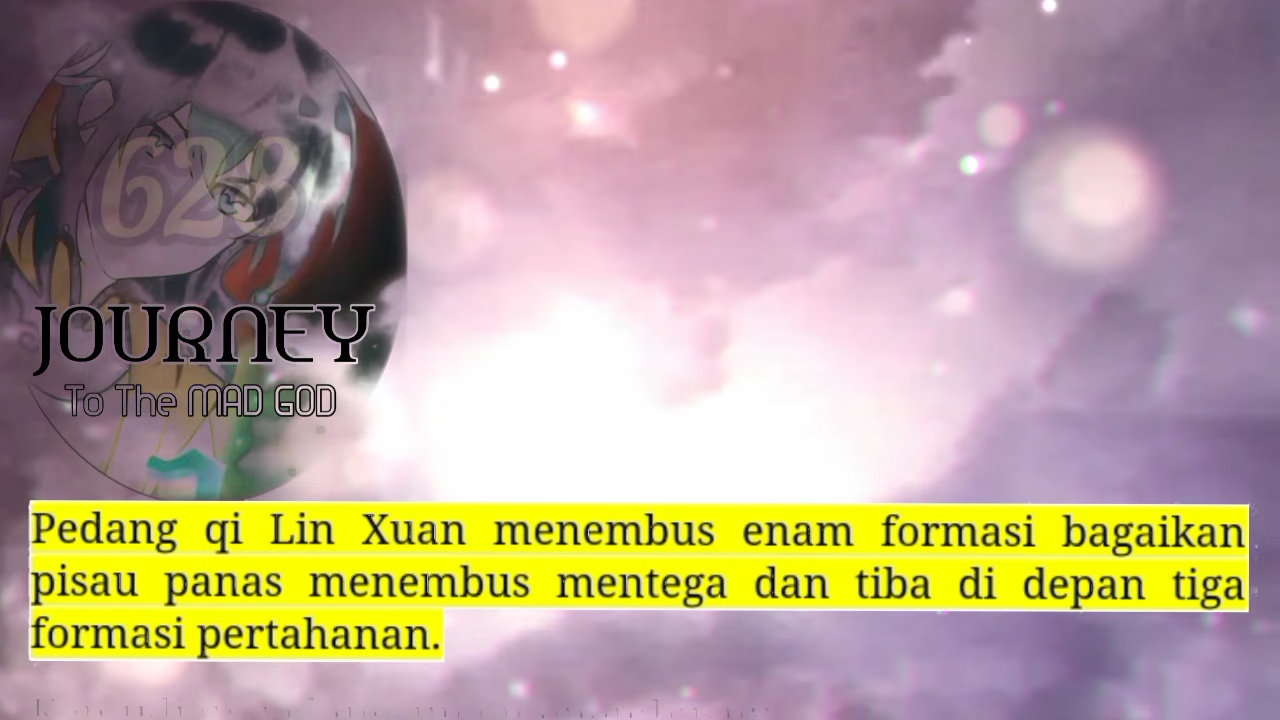 628
JOURNEY
To The MAD GOD
Pedang qi Lin Xuan menembus enam formasi bagaikan
pisau panas menembus mentega dan tiba di depan tiga
formasi pertahanan.